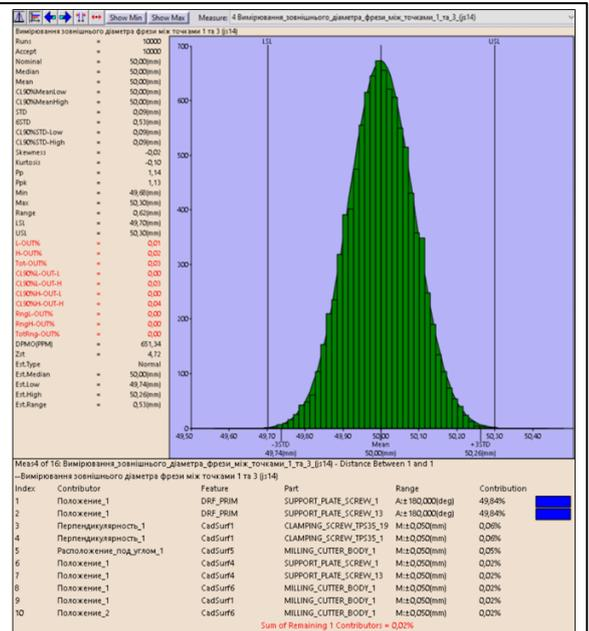 Show Min Show Max Measure: 4 Вимірювання_зовнішнього_діаметра_фрези_між_точками_1_та_3_(js14)
Вимірювання зовнішнього діаметра фрези між точками 1 та 3 (js14)
Runs = 10000
Accept = 10000
Nominal = 50,00(mm)
Median = 50,00(mm)
Mean = 50,00(mm)
CL90%MeanLow = 50,00(mm)
CL90%MeanHigh = 50,00(mm)
STD = 0,09(mm)
6STD = 0,53(mm)
CL90%STD-Low = 0,09(mm)
CL90%STD-High = 0,09(mm)
Skewness = -0,02
Kurtosis = -0,10
Pp = 1,14
Ppk = 1,13
Min = 49,68(mm)
Max = 50,30(mm)
Range = 0,62(mm)
LSL = 49,70(mm)
USL = 50,30(mm)
L-OUT% = 0,01
H-OUT% = 0,02
Tot-OUT% = 0,03
CL90%L-OUT-L = 0,00
CL90%L-OUT-H = 0,03
CL90%H-OUT-L = 0,00
CL90%H-OUT-H = 0,04
RngL-OUT% = 0,00
RngH-OUT% = 0,00
TotRng-OUT% = 0,00
DPMO(PPM) = 651,34
Zst = 4,72
Est.Type Normal
Est.Median = 50,00(mm)
Est.Low = 49,74(mm)
Est.High = 50,26(mm)
Est.Range = 0,53(mm)
LSL USL
700
600
500
400
300
200
100
0
49,50 49,60 49,70 49,80 49,90 50,00 50,10 50,20 50,30 50,40
-3STD Mean +3STD
49,74(mm) 50,00(mm) 50,26(mm)
Meas4 of 16: Вимірювання_зовнішнього_діаметра_фрези_між_точками_1_та_3_(js14) - Distance Between 1 and 1
--Вимірювання зовнішнього діаметра фрези між точками 1 та 3 (js14)
Index Contributor Feature Part Range Contribution
1 Положение_1 DRF_PRIM SUPPORT_PLATE_SCREW_1 A:±180,000(deg) 49,84%
2 Положение_1 DRF_PRIM SUPPORT_PLATE_SCREW_13 A:±180,000(deg) 49,84%
3 Перпендикулярность_1 CadSurf1 CLAMPING_SCREW_TPS35_19 M:±0,050(mm) 0,06%
4 Перпендикулярность_1 CadSurf1 CLAMPING_SCREW_TPS35_1 M:±0,050(mm) 0,06%
5 Расположение_под_углом_1 CadSurf5 MILLING_CUTTER_BODY_1 M:±0,050(mm) 0,05%
6 Положение_1 CadSurf4 SUPPORT_PLATE_SCREW_1 M:±0,050(mm) 0,02%
7 Положение_1 CadSurf4 SUPPORT_PLATE_SCREW_13 M:±0,050(mm) 0,02%
8 Положение_1 CadSurf6 MILLING_CUTTER_BODY_1 M:±0,050(mm) 0,02%
9 Положение_1 CadSurf6 MILLING_CUTTER_BODY_1 M:±0,050(mm) 0,02%
10 Положение_2 CadSurf6 MILLING_CUTTER_BODY_1 M:±0,050(mm) 0,02%
Sum of Remaining 1 Contributors = 0,02%